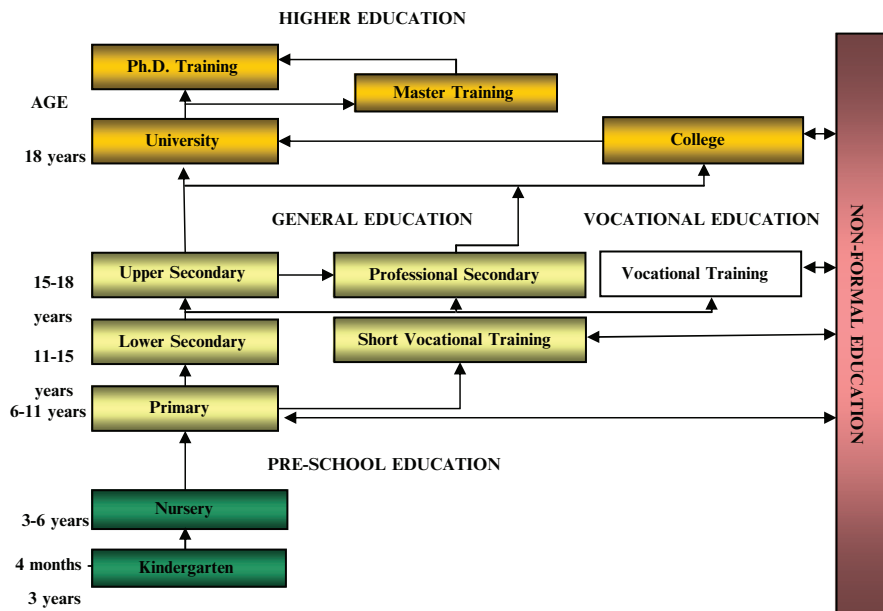 HIGHER EDUCATION
Ph.D. Training
Master Training
AGE
University
College
18 years
GENERAL EDUCATION
VOCATIONAL EDUCATION
Upper Secondary
Professional Secondary
Vocational Training
15-18
years
Lower Secondary
Short Vocational Training
11-15
years
Primary
6-11 years
PRE-SCHOOL EDUCATION
Nursery
3-6 years
4 months
Kindergarten
3 years
NON-FORMAL EDUCATION